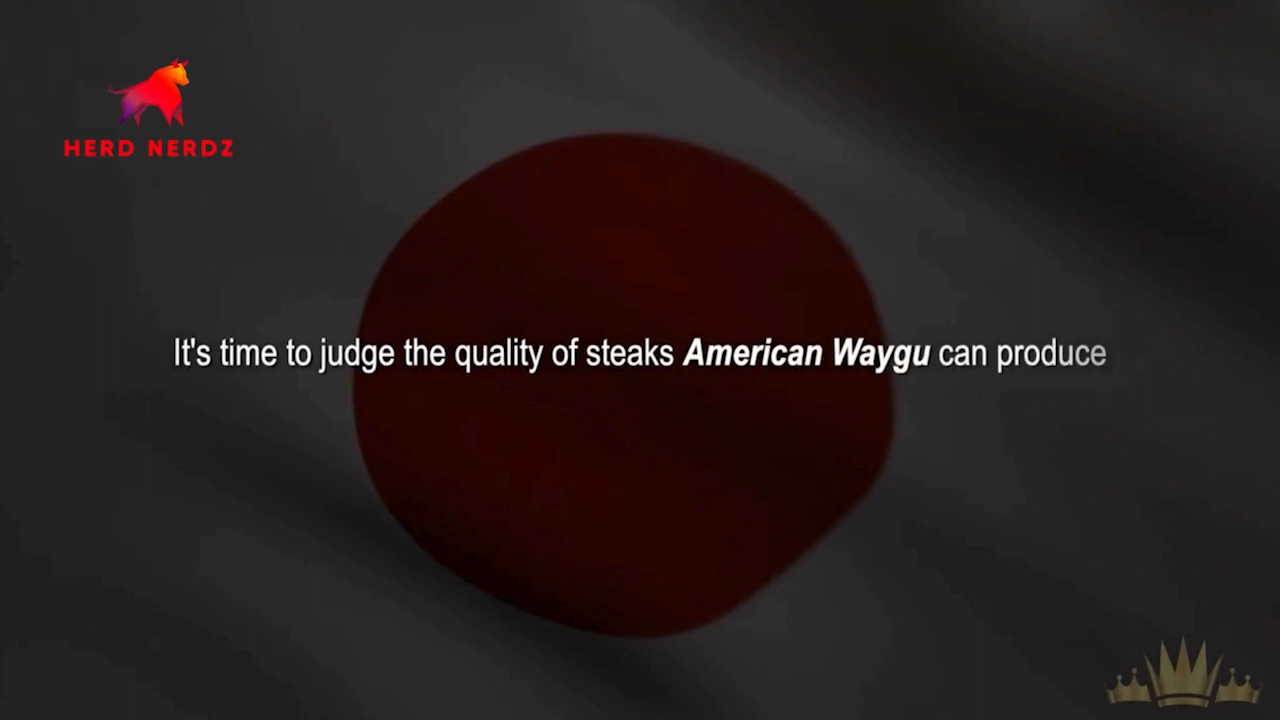 HERD NERDZ
It's time to judge the quality of steaks American Waygu can produce